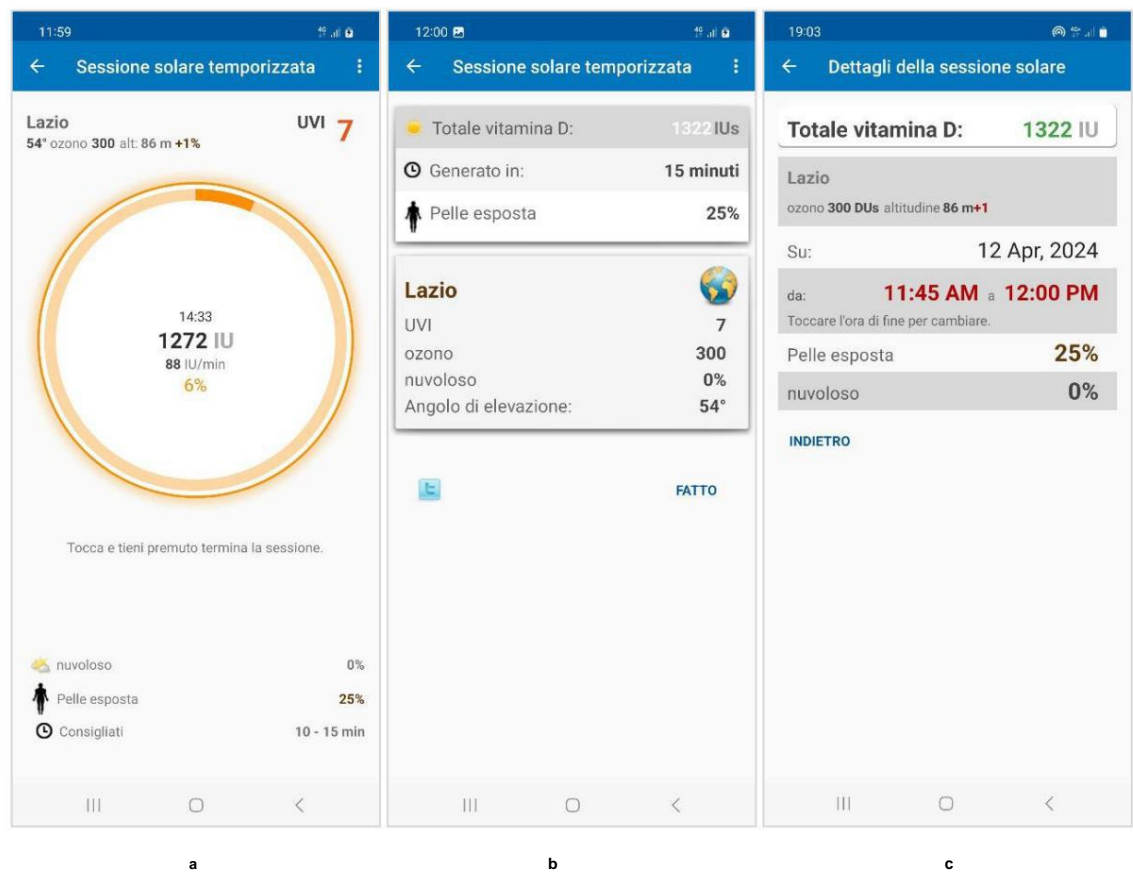 11:59
Sessione solare temporizzata
Lazio
UVI 7
54° ozono 300 alt: 86 m +1%
14:33
1272 IU
88 IU/min
6%
Tocca e tieni premuto termina la sessione.
nuvoloso 0%
Pelle esposta 25%
Consigliati 10 - 15 min
a
12:00
Sessione solare temporizzata
Totale vitamina D: 1322 IUs
Generato in: 15 minuti
Pelle esposta 25%
Lazio
UVI 7
ozono 300
nuvoloso 0%
Angolo di elevazione: 54°
FATTO
b
19:03
Dettagli della sessione solare
Totale vitamina D: 1322 IU
Lazio
ozono 300 DUs altitudine 86 m+1
Su: 12 Apr, 2024
da: 11:45 AM a 12:00 PM
Toccare l'ora di fine per cambiare.
Pelle esposta 25%
nuvoloso 0%
INDIETRO
c